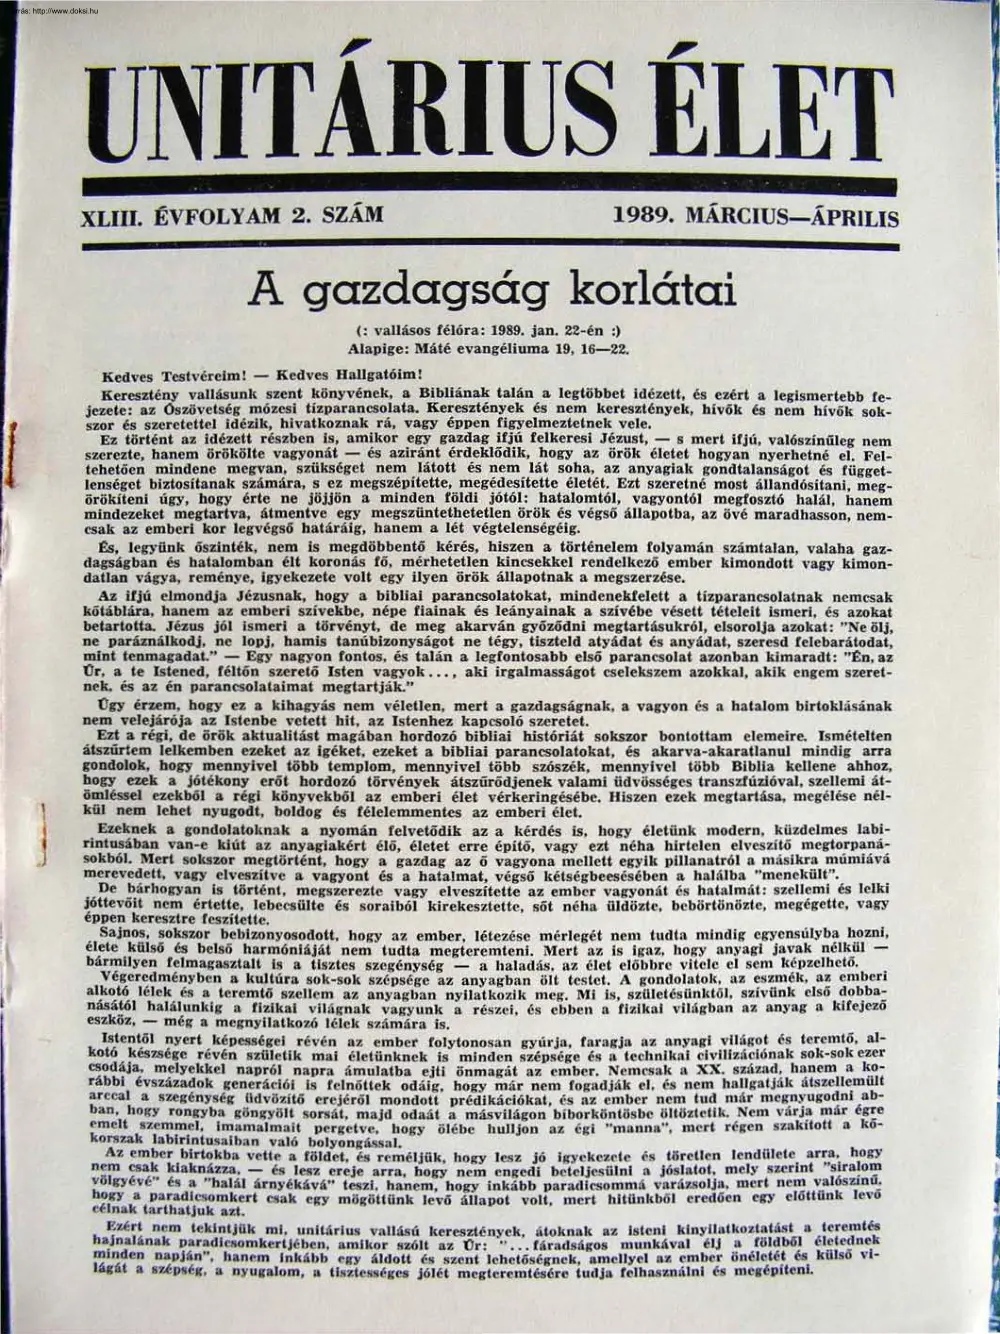 rás: http://www.doksi.hu
UNITÁRIUS ÉLET
XLIII. ÉVFOLYAM 2. SZÁM 1989. MÁRCIUS—ÁPRILIS
A gazdagság korlátai
(: vallásos félóra: 1989. jan. 22-én :)
Alapige: Máté evangéliuma 19, 16—22.
Kedves Testvéreim! — Kedves Hallgatóim!
Keresztény vallásunk szent könyvének, a Bibliának talán a legtöbbet idézett, és ezért a legismertebb fe-
jezete: az Ószövetség mózesi tízparancsolata. Keresztények és nem keresztények, hívők és nem hívők sok-
szor és szeretettel idézik, hivatkoznak rá, vagy éppen figyelmeztetnek vele.
Ez történt az idézett részben is, amikor egy gazdag ifjú felkeresi Jézust, — s mert ifjú, valószínűleg nem
szerezte, hanem örökölte vagyonát — és aziránt érdeklődik, hogy az örök életet hogyan nyerhetné el. Fel-
tehetően mindene megvan, szükséget nem látott és nem lát soha, az anyagiak gondtalanságot és függet-
lenséget biztosítanak számára, s ez megszépítette, megédesítette életét. Ezt szeretné most állandósítani, meg-
örökíteni úgy, hogy érte ne jöjjön a minden földi jótól: hatalomtól, vagyontól megfosztó halál, hanem
mindezeket megtartva, átmentve egy megszüntethetetlen örök és végső állapotba, az övé maradhasson, nem-
csak az emberi kor legvégső határáig, hanem a lét végtelenségéig.
És, legyünk őszinték, nem is megdöbbentő kérés, hiszen a történelem folyamán számtalan, valaha gaz-
dagságban és hatalomban élt koronás fő, mérhetetlen kincsekkel rendelkező ember kimondott vagy kimon-
datlan vágya, reménye, igyekezete volt egy ilyen örök állapotnak a megszerzése.
Az ifjú elmondja Jézusnak, hogy a bibliai parancsolatokat, mindenekfelett a tízparancsolatnak nemcsak
kőtáblára, hanem az emberi szívekbe, népe fiainak és leányainak a szívébe vésett tételeit ismeri, és azokat
betartotta. Jézus jól ismeri a törvényt, de meg akarván győződni megtartásukról, elsorolja azokat: "Ne ölj,
ne paráználkodj, ne lopj, hamis tanúbizonyságot ne tégy, tiszteld atyádat és anyádat, szeresd felebarátodat,
mint tenmagadat." — Egy nagyon fontos, és talán a legfontosabb első parancsolat azonban kimaradt: "Én, az
Úr, a te Istened, féltőn szerető Isten vagyok..., aki irgalmasságot cselekszem azokkal, akik engem szeret-
nek, és az én parancsolataimat megtartják."
Úgy érzem, hogy ez a kihagyás nem véletlen, mert a gazdagságnak, a vagyon és a hatalom birtoklásának
nem velejárója az Istenbe vetett hit, az Istenhez kapcsoló szeretet.
Ezt a régi, de örök aktualitást magában hordozó bibliai históriát sokszor bontottam elemeire. Ismételten
átszűrtem lelkemben ezeket az igéket, ezeket a bibliai parancsolatokat, és akarva-akaratlanul mindig arra
gondolok, hogy mennyivel több templom, mennyivel több szószék, mennyivel több Biblia kellene ahhoz,
hogy ezek a jótékony erőt hordozó törvények átszűrődjenek valami üdvösséges transzfúzióval, szellemi át-
ömléssel ezekből a régi könyvekből az emberi élet vérkeringésébe. Hiszen ezek megtartása, megélése nél-
kül nem lehet nyugodt, boldog és félelemmentes az emberi élet.
Ezeknek a gondolatoknak a nyomán felvetődik az a kérdés is, hogy életünk modern, küzdelmes labi-
rintusában van-e kiút az anyagiakért élő, életet erre építő, vagy ezt néha hirtelen elveszítő megtorpaná-
sokból. Mert sokszor megtörtént, hogy a gazdag az ő vagyona mellett egyik pillanatról a másikra múmiává
merevedett, vagy elveszítve a vagyont és a hatalmat, végső kétségbeesésében a halálba "menekült".
De bárhogyan is történt, megszerezte vagy elveszítette az ember vagyonát és hatalmát: szellemi és lelki
jóttevőit nem értette, lebecsülte és soraiból kirekesztette, sőt néha üldözte, bebörtönözte, megégette, vagy
éppen keresztre feszítette.
Sajnos, sokszor bebizonyosodott, hogy az ember, létezése mérlegét nem tudta mindig egyensúlyba hozni,
élete külső és belső harmóniáját nem tudta megteremteni. Mert az is igaz, hogy anyagi javak nélkül —
bármilyen felmagasztalt is a tisztes szegénység — a haladás, az élet előbbre vitele el sem képzelhető.
Végeredményben a kultúra sok-sok szépsége az anyagban ölt testet. A gondolatok, az eszmék, az emberi
alkotó lélek és a teremtő szellem az anyagban nyilatkozik meg. Mi is, születésünktől, szívünk első dobba-
násától halálunkig a fizikai világnak vagyunk a részei, és ebben a fizikai világban az anyag a kifejező
eszköz, — még a megnyilatkozó lélek számára is.
Istentől nyert képességei révén az ember folytonosan gyúrja, faragja az anyagi világot és teremtő, al-
kotó készsége révén születik mai életünknek is minden szépsége és a technikai civilizációnak sok-sok ezer
csodája, melyekkel napról napra ámulatba ejti önmagát az ember. Nemcsak a XX. század, hanem a ko-
rábbi évszázadok generációi is felnőttek odáig, hogy már nem fogadják el, és nem hallgatják átszellemült
arccal a szegénység üdvözítő erejéről mondott prédikációkat, és az ember nem tud már megnyugodni ab-
ban, hogy rongyba göngyölt sorsát, majd odaát a másvilágon bíborköntösbe öltöztetik. Nem várja már égre
emelt szemmel, imamalmait pergetve, hogy ölébe hulljon az égi "manna", mert régen szakított a kő-
korszak labirintusaiban való bolyongással.
Az ember birtokba vette a földet, és reméljük, hogy lesz jó igyekezete és töretlen lendülete arra, hogy
nem csak kiaknázza, — és lesz ereje arra, hogy nem engedi beteljesülni a jóslatot, mely szerint "siralom
völgyévé" és a "halál árnyékává" teszi, hanem, hogy inkább paradicsommá varázsolja, mert nem valószínű,
hogy a paradicsomkert csak egy mögöttünk levő állapot volt, mert hitünkből eredően egy előttünk levő
célnak tarthatjuk azt.
Ezért nem tekintjük mi, unitárius vallású keresztények, átoknak az isteni kinyilatkoztatást a teremtés
hajnalának paradicsomkertjében, amikor szólt az Úr: "...fáradságos munkával élj a földből életednek
minden napján", hanem inkább egy áldott és szent lehetőségnek, amellyel az ember önéletét és külső vi-
lágát a szépség, a nyugalom, a tisztességes jólét megteremtésére tudja felhasználni és megépíteni.